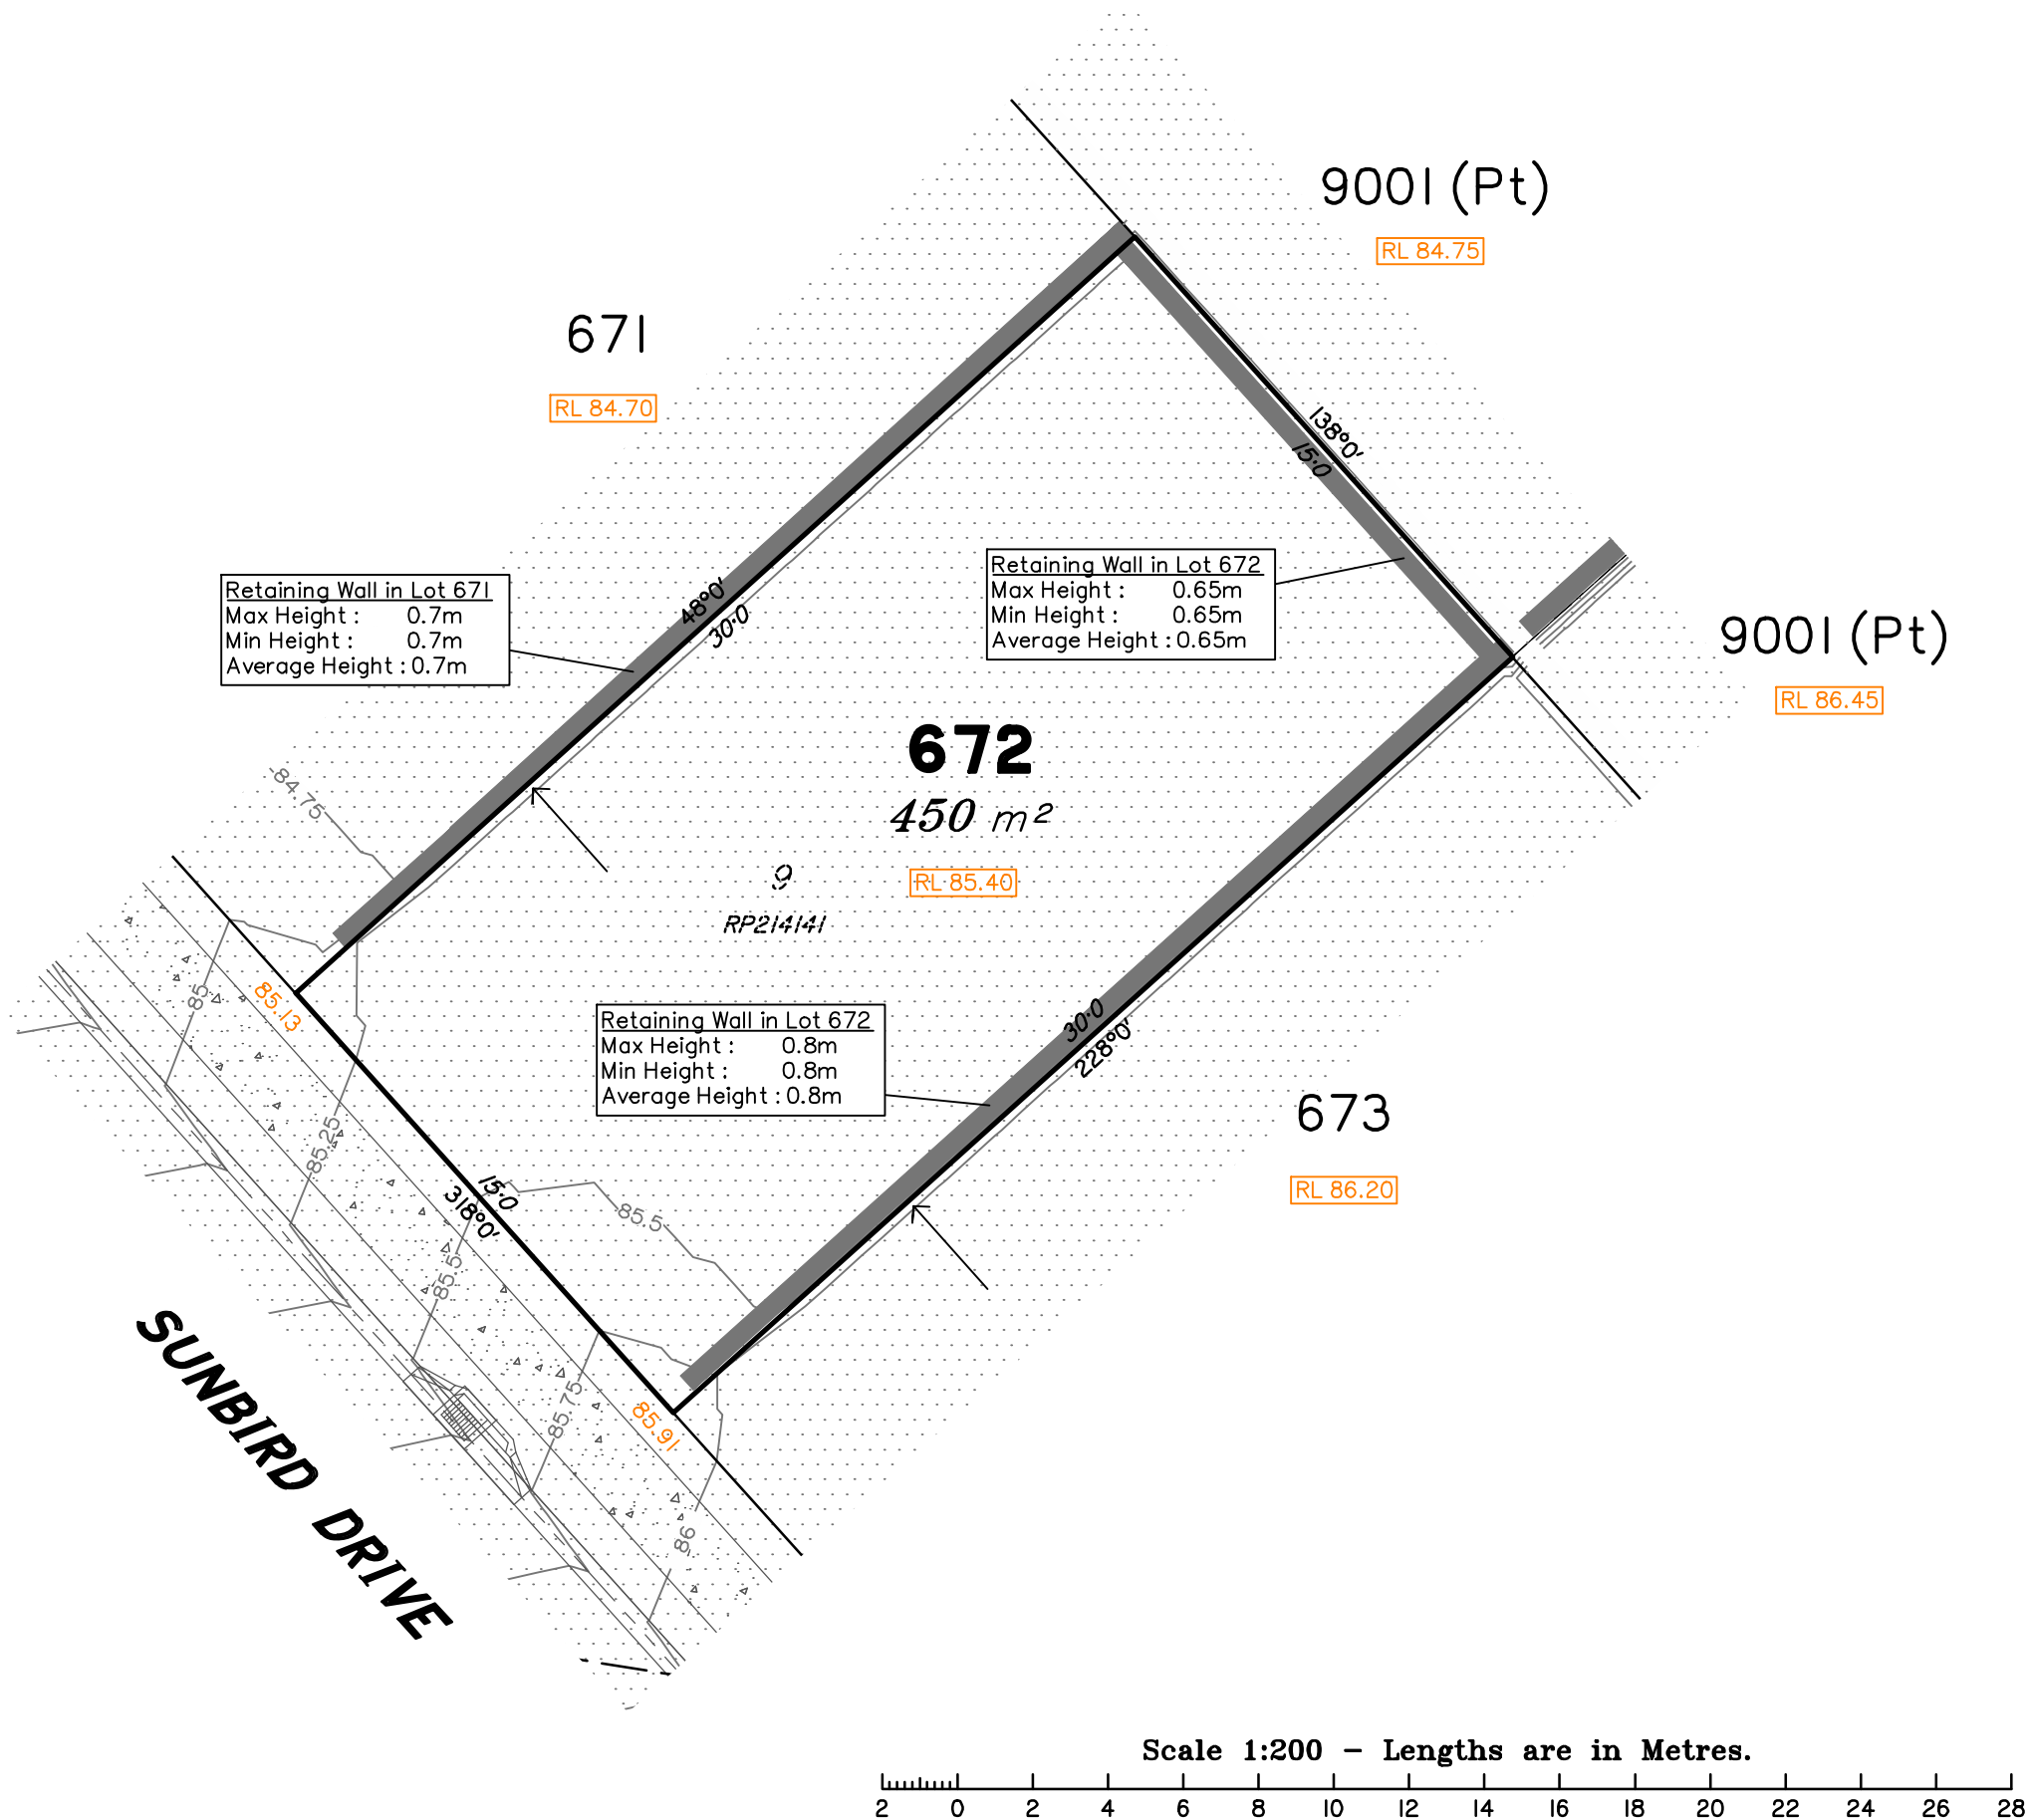 9001 (Pt)
RL 84.75
671
RL 84.70
138°0'
15·0
Retaining Wall in Lot 672
Max Height : 0.65m
Min Height : 0.65m
Average Height : 0.65m
Retaining Wall in Lot 671
Max Height : 0.7m
Min Height : 0.7m
Average Height : 0.7m
48°0'
30·0
9001 (Pt)
RL 86.45
672
450 m²
RL 85.40
84.75
9
RP214141
85
85.13
Retaining Wall in Lot 672
Max Height : 0.8m
Min Height : 0.8m
Average Height : 0.8m
30·0
228°0'
673
RL 86.20
85.25
15·0
318°0'
85.5
85.5
85.75
85.91
86
SUNBIRD DRIVE
Scale 1:200 – Lengths are in Metres.
2 0 2 4 6 8 10 12 14 16 18 20 22 24 26 28